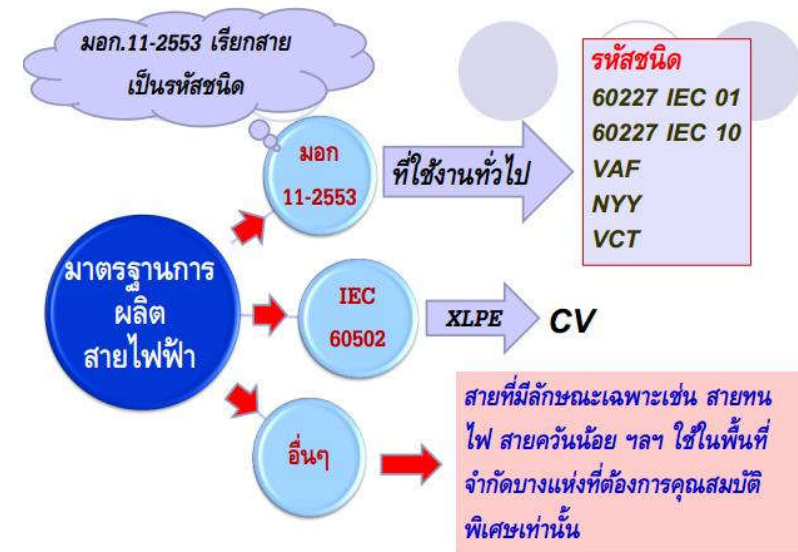 มอก.11-2553 เรียกสาย
เป็นรหัสชนิด
มอก
11-2553
ที่ใช้งานทั่วไป
รหัสชนิด
60227 IEC 01
60227 IEC 10
VAF
NYY
VCT
มาตรฐานการ
ผลิต
สายไฟฟ้า
IEC
60502
XLPE
CV
อื่นๆ
สายที่มีลักษณะเฉพาะเช่น สายทน
ไฟ สายควันน้อย ฯลฯ ใช้ในพื้นที่
จำกัดบางแห่งที่ต้องการคุณสมบัติ
พิเศษเท่านั้น